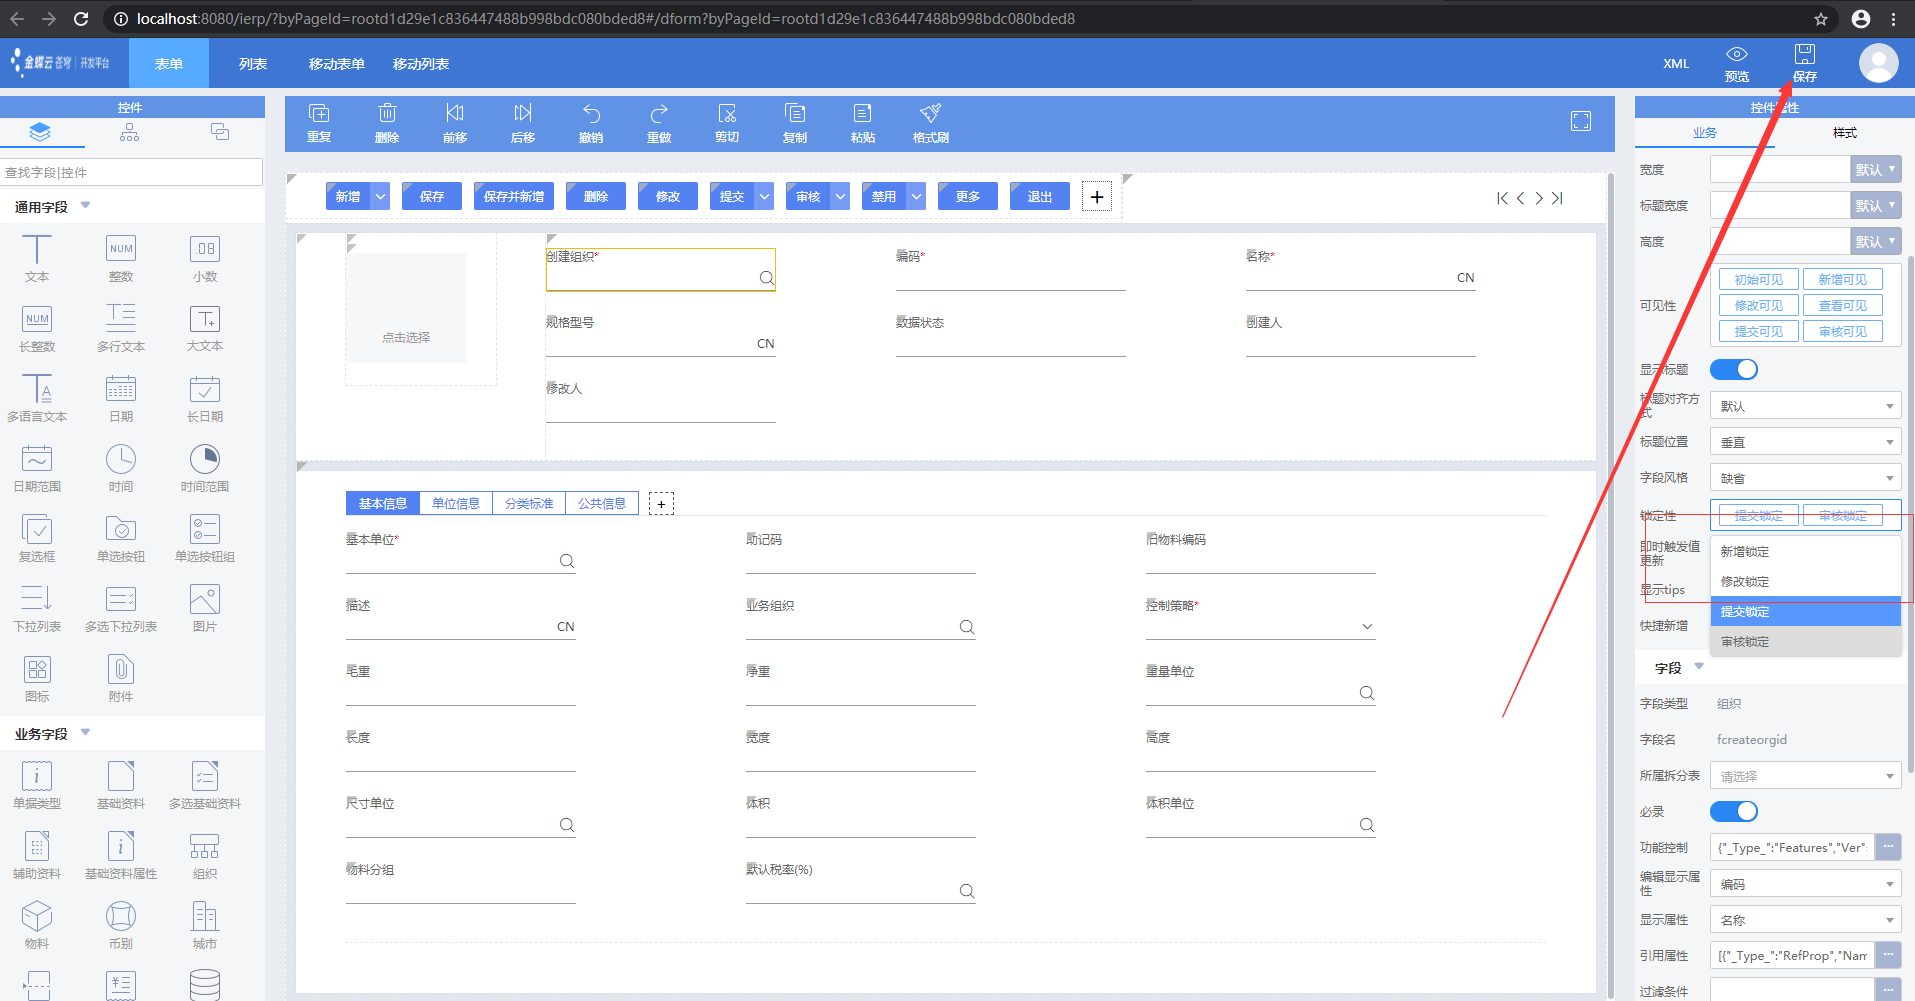 localhost:8080/ierp/?byPageId=rootd1d29e1c836447488b998bdc080bded8#/dform?byPageId=rootd1d29e1c836447488b998bdc080bded8
金蝶云 苍穹 | 开发平台
表单 列表 移动表单 移动列表
XML 预览 保存
控件
查找字段|控件
通用字段
文本 整数 小数
NUM .08
长整数 多行文本 大文本
NUM
多语言文本 日期 长日期
日期范围 时间 时间范围
复选框 单选按钮 单选按钮组
下拉列表 多选下拉列表 图片
图标 附件
业务字段
单据类型 基础资料 多选基础资料
辅助资料 基础资料属性 组织
物料 币别 城市
重复 删除 前移 后移 撤销 重做 剪切 复制 粘贴 格式刷
新增 保存 保存并新增 删除 修改 提交 审核 禁用 更多 退出 +
点击选择
创建组织* 编码* 名称*
CN
规格型号 数据状态 创建人
CN
修改人
基本信息 单位信息 分类标准 公共信息 +
基本单位* 助记码 旧物料编码
描述 业务组织 控制策略*
CN
毛重 净重 重量单位
长度 宽度 高度
尺寸单位 体积 体积单位
物料分组 默认税率(%)
控件属性
业务 样式
宽度 默认
标题宽度 默认
高度 默认
可见性
初始可见 新增可见
修改可见 查看可见
提交可见 审核可见
显示标题
标题对齐方式 默认
标题位置 垂直
字段风格 缺省
锁定性 提交锁定 审核锁定
即时触发值更新
新增锁定
修改锁定
显示tips
提交锁定
快捷新增
审核锁定
字段
字段类型 组织
字段名 fcreateorgid
所属拆分表 请选择
必录
功能控制 {"_Type_":"Features","Ver":
编辑显示属性 编码
显示属性 名称
引用属性 [{"_Type_":"RefProp","Nam
过滤条件